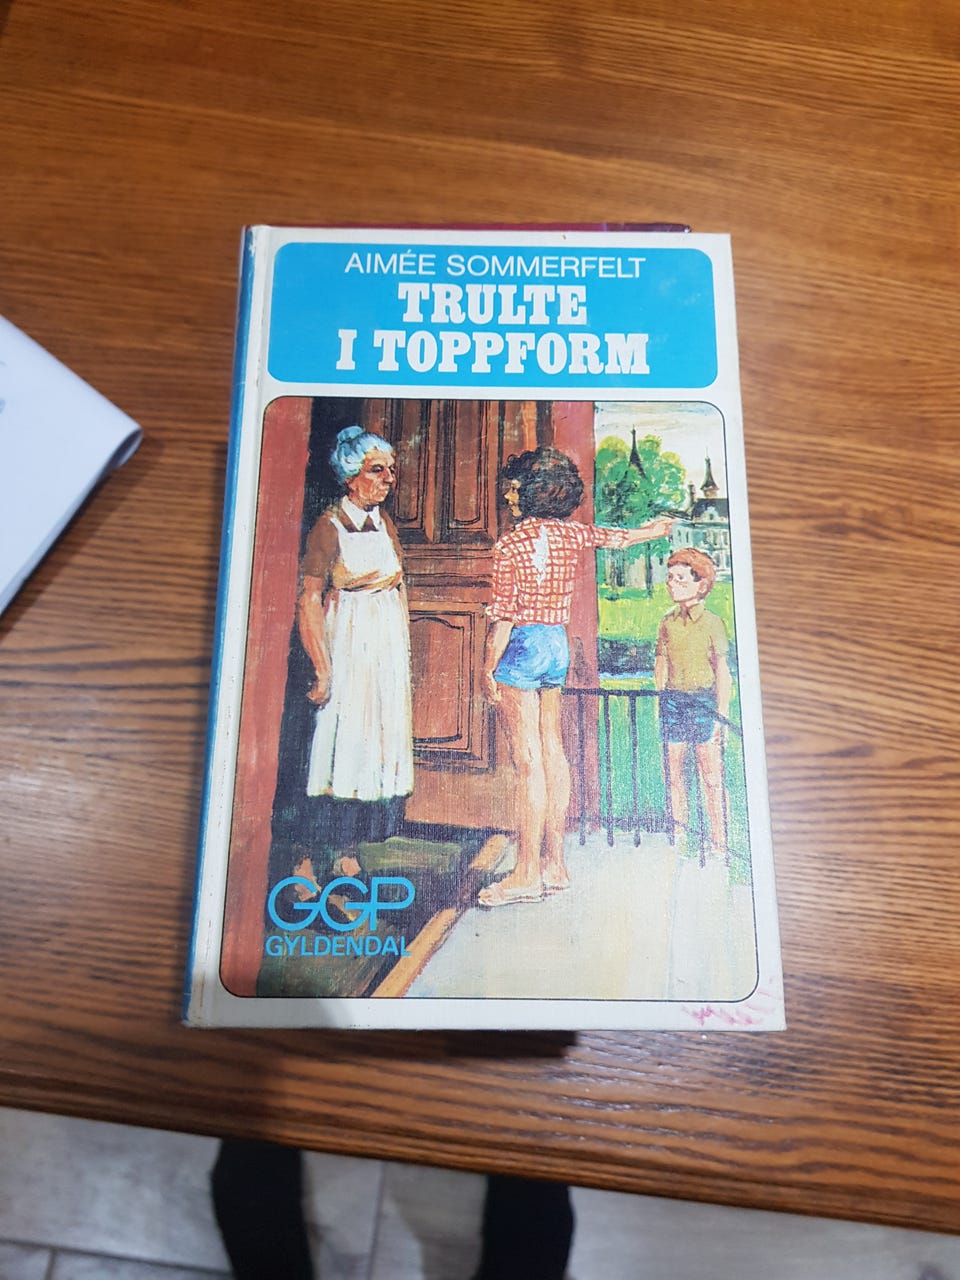 AIMÉE SOMMERFELT
TRULTE
I TOPPFORM
GGP
GYLDENDAL